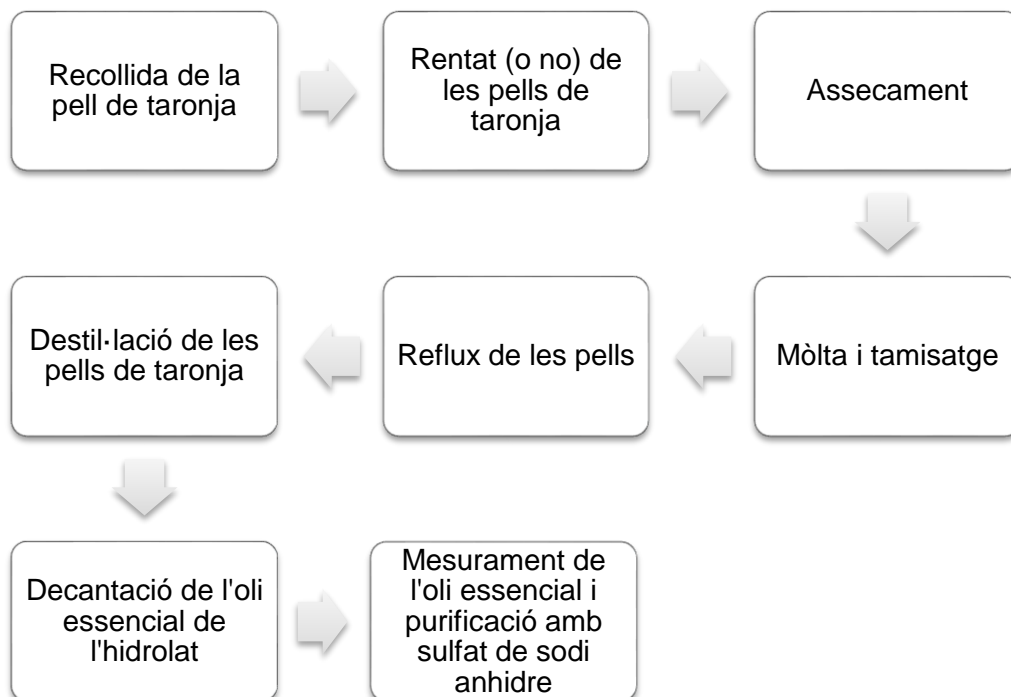 Recollida de la
pell de taronja
Rentat (o no) de
les pells de
taronja
Assecament
Mòlta i tamisatge
Reflux de les pells
Destil·lació de les
pells de taronja
Decantació de l'oli
essencial de
l'hidrolat
Mesurament de
l'oli essencial i
purificació amb
sulfat de sodi
anhidre